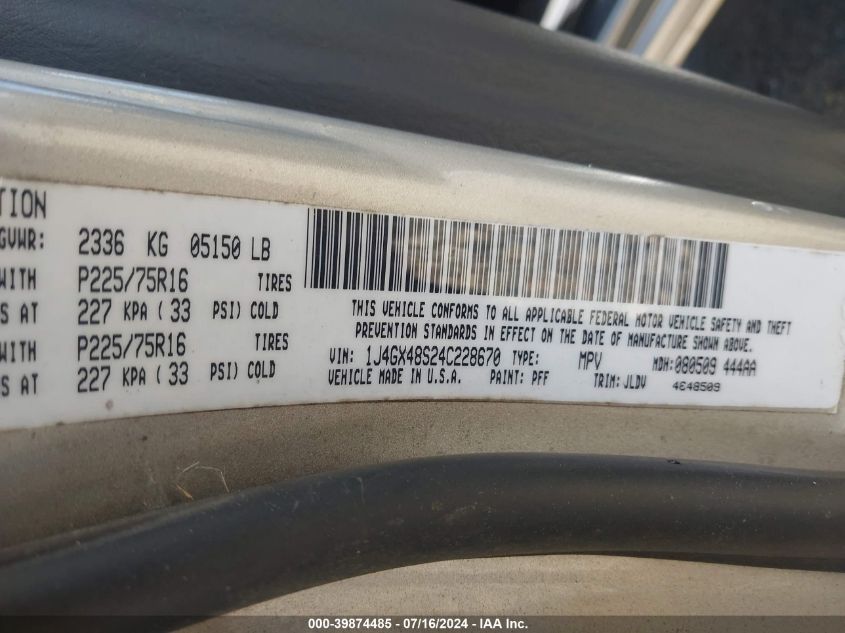 TION
GVWR: 2336 KG 05150 LB
WITH P225/75R16 TIRES
S AT 227 KPA ( 33 PSI) COLD
WITH P225/75R16 TIRES
S AT 227 KPA ( 33 PSI) COLD
THIS VEHICLE CONFORMS TO ALL APPLICABLE FEDERAL MOTOR VEHICLE SAFETY AND THEFT
PREVENTION STANDARDS IN EFFECT ON THE DATE OF MANUFACTURE SHOWN ABOVE.
VIN: 1J4GX48S24C228670 TYPE: MPV MDH: 080509 444AA
VEHICLE MADE IN U.S.A. PAINT: PFF TRIM: JLDV 4E48509
000-39874485 - 07/16/2024 - IAA Inc.